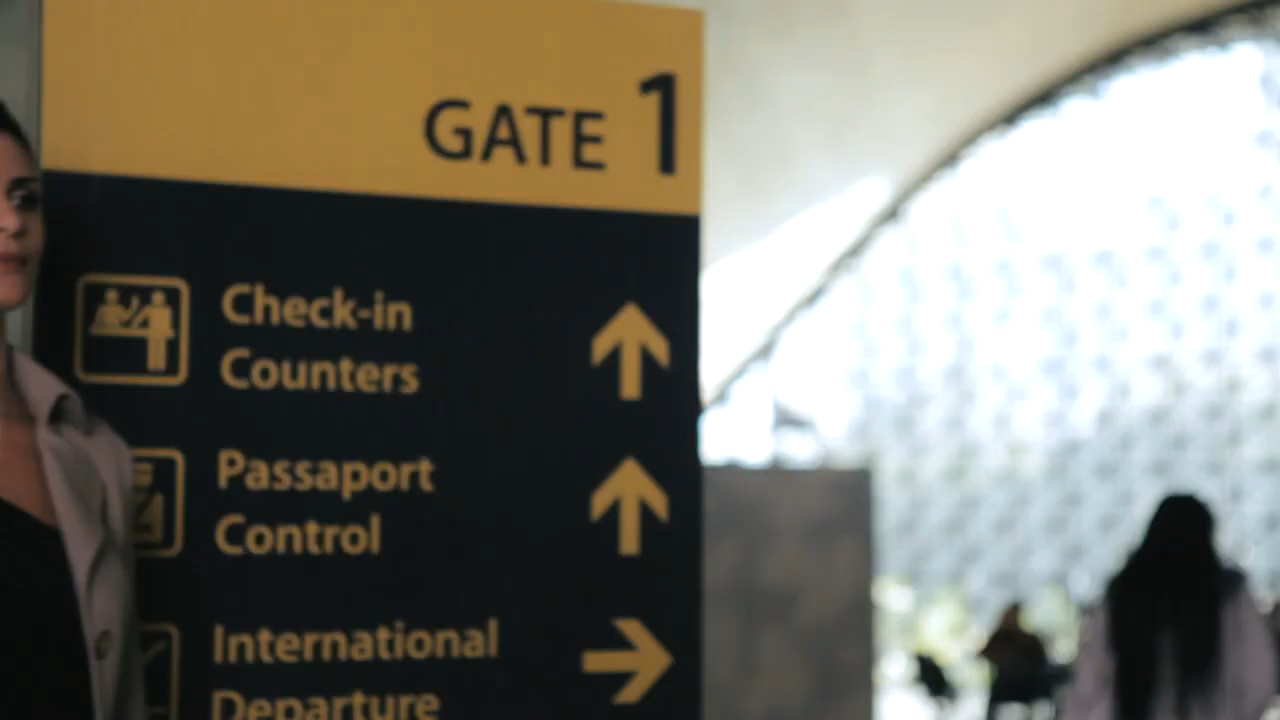 GATE 1
Check-in
Counters
Passaport
Control
International
Departure